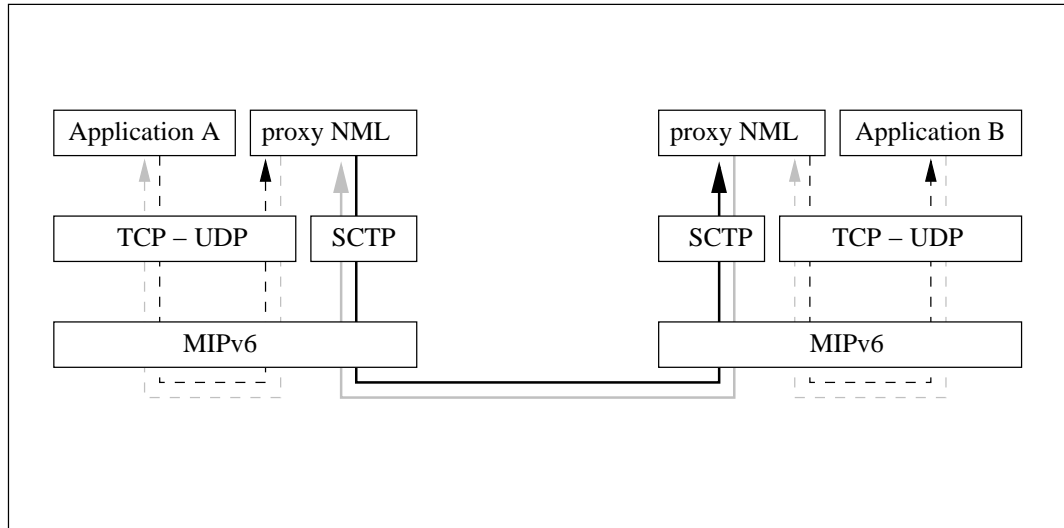 Application A
proxy NML
proxy NML
Application B
TCP – UDP
SCTP
SCTP
TCP – UDP
MIPv6
MIPv6